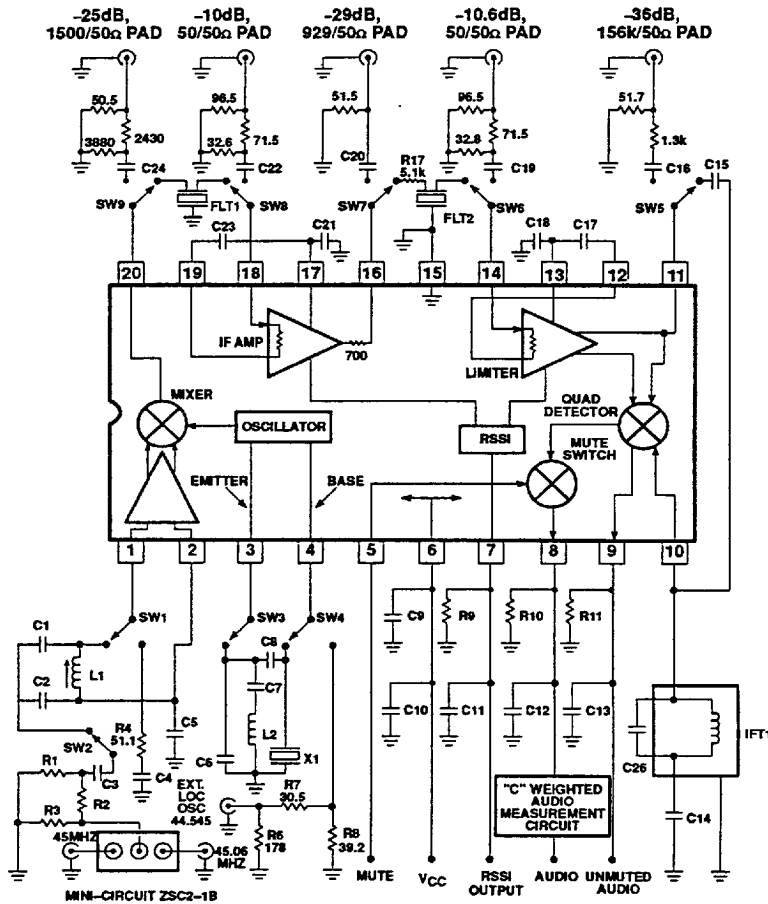 –25dB, –10dB, –29dB, –10.6dB, –36dB,
1500/50Ω PAD 50/50Ω PAD 929/50Ω PAD 50/50Ω PAD 156k/50Ω PAD
50.5 96.5 51.5 96.5 51.7
3880 2430 32.6 71.5 C20 32.8 71.5 1.3k
C24 C22 R17 5.1k C19 C16 C15
SW9 FLT1 SW8 SW7 FLT2 SW6 SW5
C23 C21 C18 C17
20 19 18 17 16 15 14 13 12 11
IF AMP 700 LIMITER
MIXER QUAD
DETECTOR
OSCILLATOR RSSI MUTE
SWITCH
EMITTER BASE
1 2 3 4 5 6 7 8 9 10
SW1 SW3 SW4 C9 R9 R10 R11
C1 C8
L1 C7
C2 R4 C5 L2 C10 C11 C12 C13 IFT1
51.1
SW2 C6 X1 C26
R1 C3 C4 EXT. R7
R2 LOC 30.5 "C" WEIGHTED
R3 OSC AUDIO
44.545 MEASUREMENT
CIRCUIT
R6 R8 C14
178 39.2
45MHZ 45.06
MHZ
MUTE VCC RSSI AUDIO UNMUTED
OUTPUT AUDIO
MINI–CIRCUIT ZSC2–1B